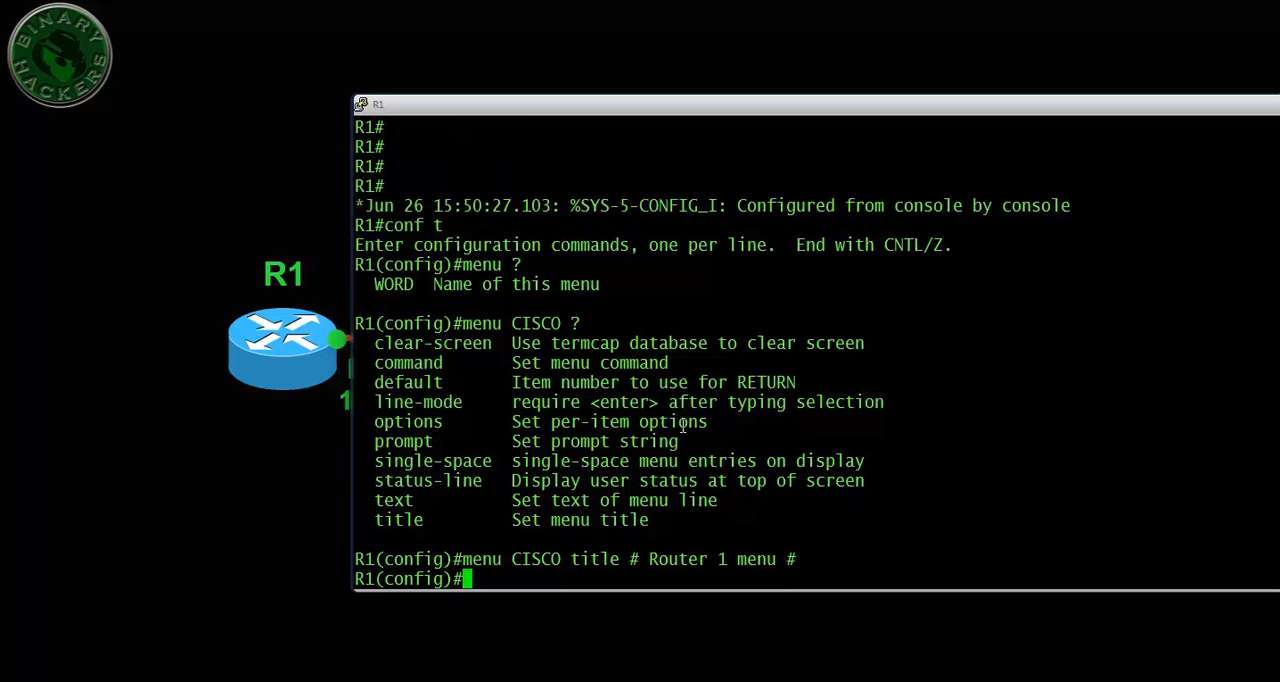 BINARY
HACKERS
R1
R1#
R1#
R1#
R1#
*Jun 26 15:50:27.103: %SYS-5-CONFIG_I: Configured from console by console
R1#conf t
Enter configuration commands, one per line.  End with CNTL/Z.
R1(config)#menu ?
  WORD  Name of this menu
R1(config)#menu CISCO ?
  clear-screen  Use termcap database to clear screen
  command       Set menu command
  default       Item number to use for RETURN
  line-mode     require <enter> after typing selection
  options       Set per-item options
  prompt        Set prompt string
  single-space  single-space menu entries on display
  status-line   Display user status at top of screen
  text          Set text of menu line
  title         Set menu title
R1(config)#menu CISCO title # Router 1 menu #
R1(config)#
R1
1